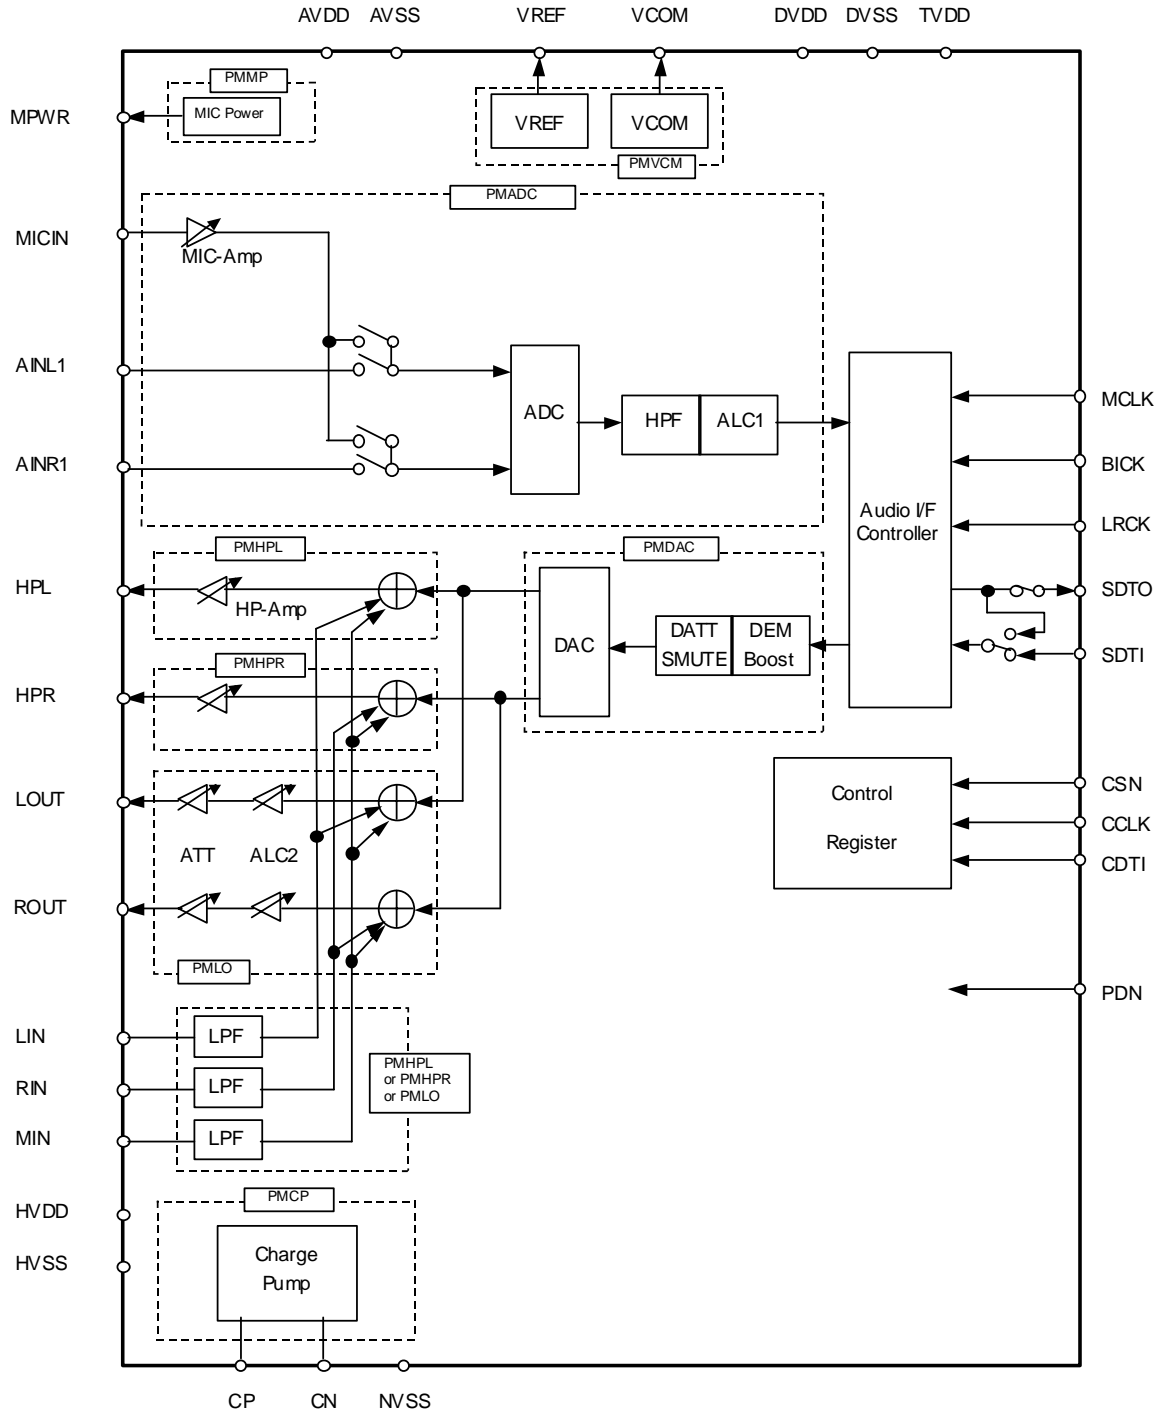 AVDD AVSS VREF VCOM DVDD DVSS TVDD
PMMP
MPWR
MIC Power
VREF
VCOM
PMVCM
PMADC
MICIN
MIC-Amp
AINL1
ADC
HPF
ALC1
MCLK
AINR1
BICK
Audio I/F
Controller
LRCK
PMHPL
PMDAC
HPL
HP-Amp
SDTO
DAC
DATT
SMUTE
DEM
Boost
SDTI
PMHPR
HPR
LOUT
ATT
ALC2
Control
Register
CSN
CCLK
CDTI
ROUT
PMLO
PDN
LIN
LPF
PMHPL
or PMHPR
or PMLO
RIN
LPF
MIN
LPF
PMCP
HVDD
HVSS
Charge
Pump
CP CN NVSS